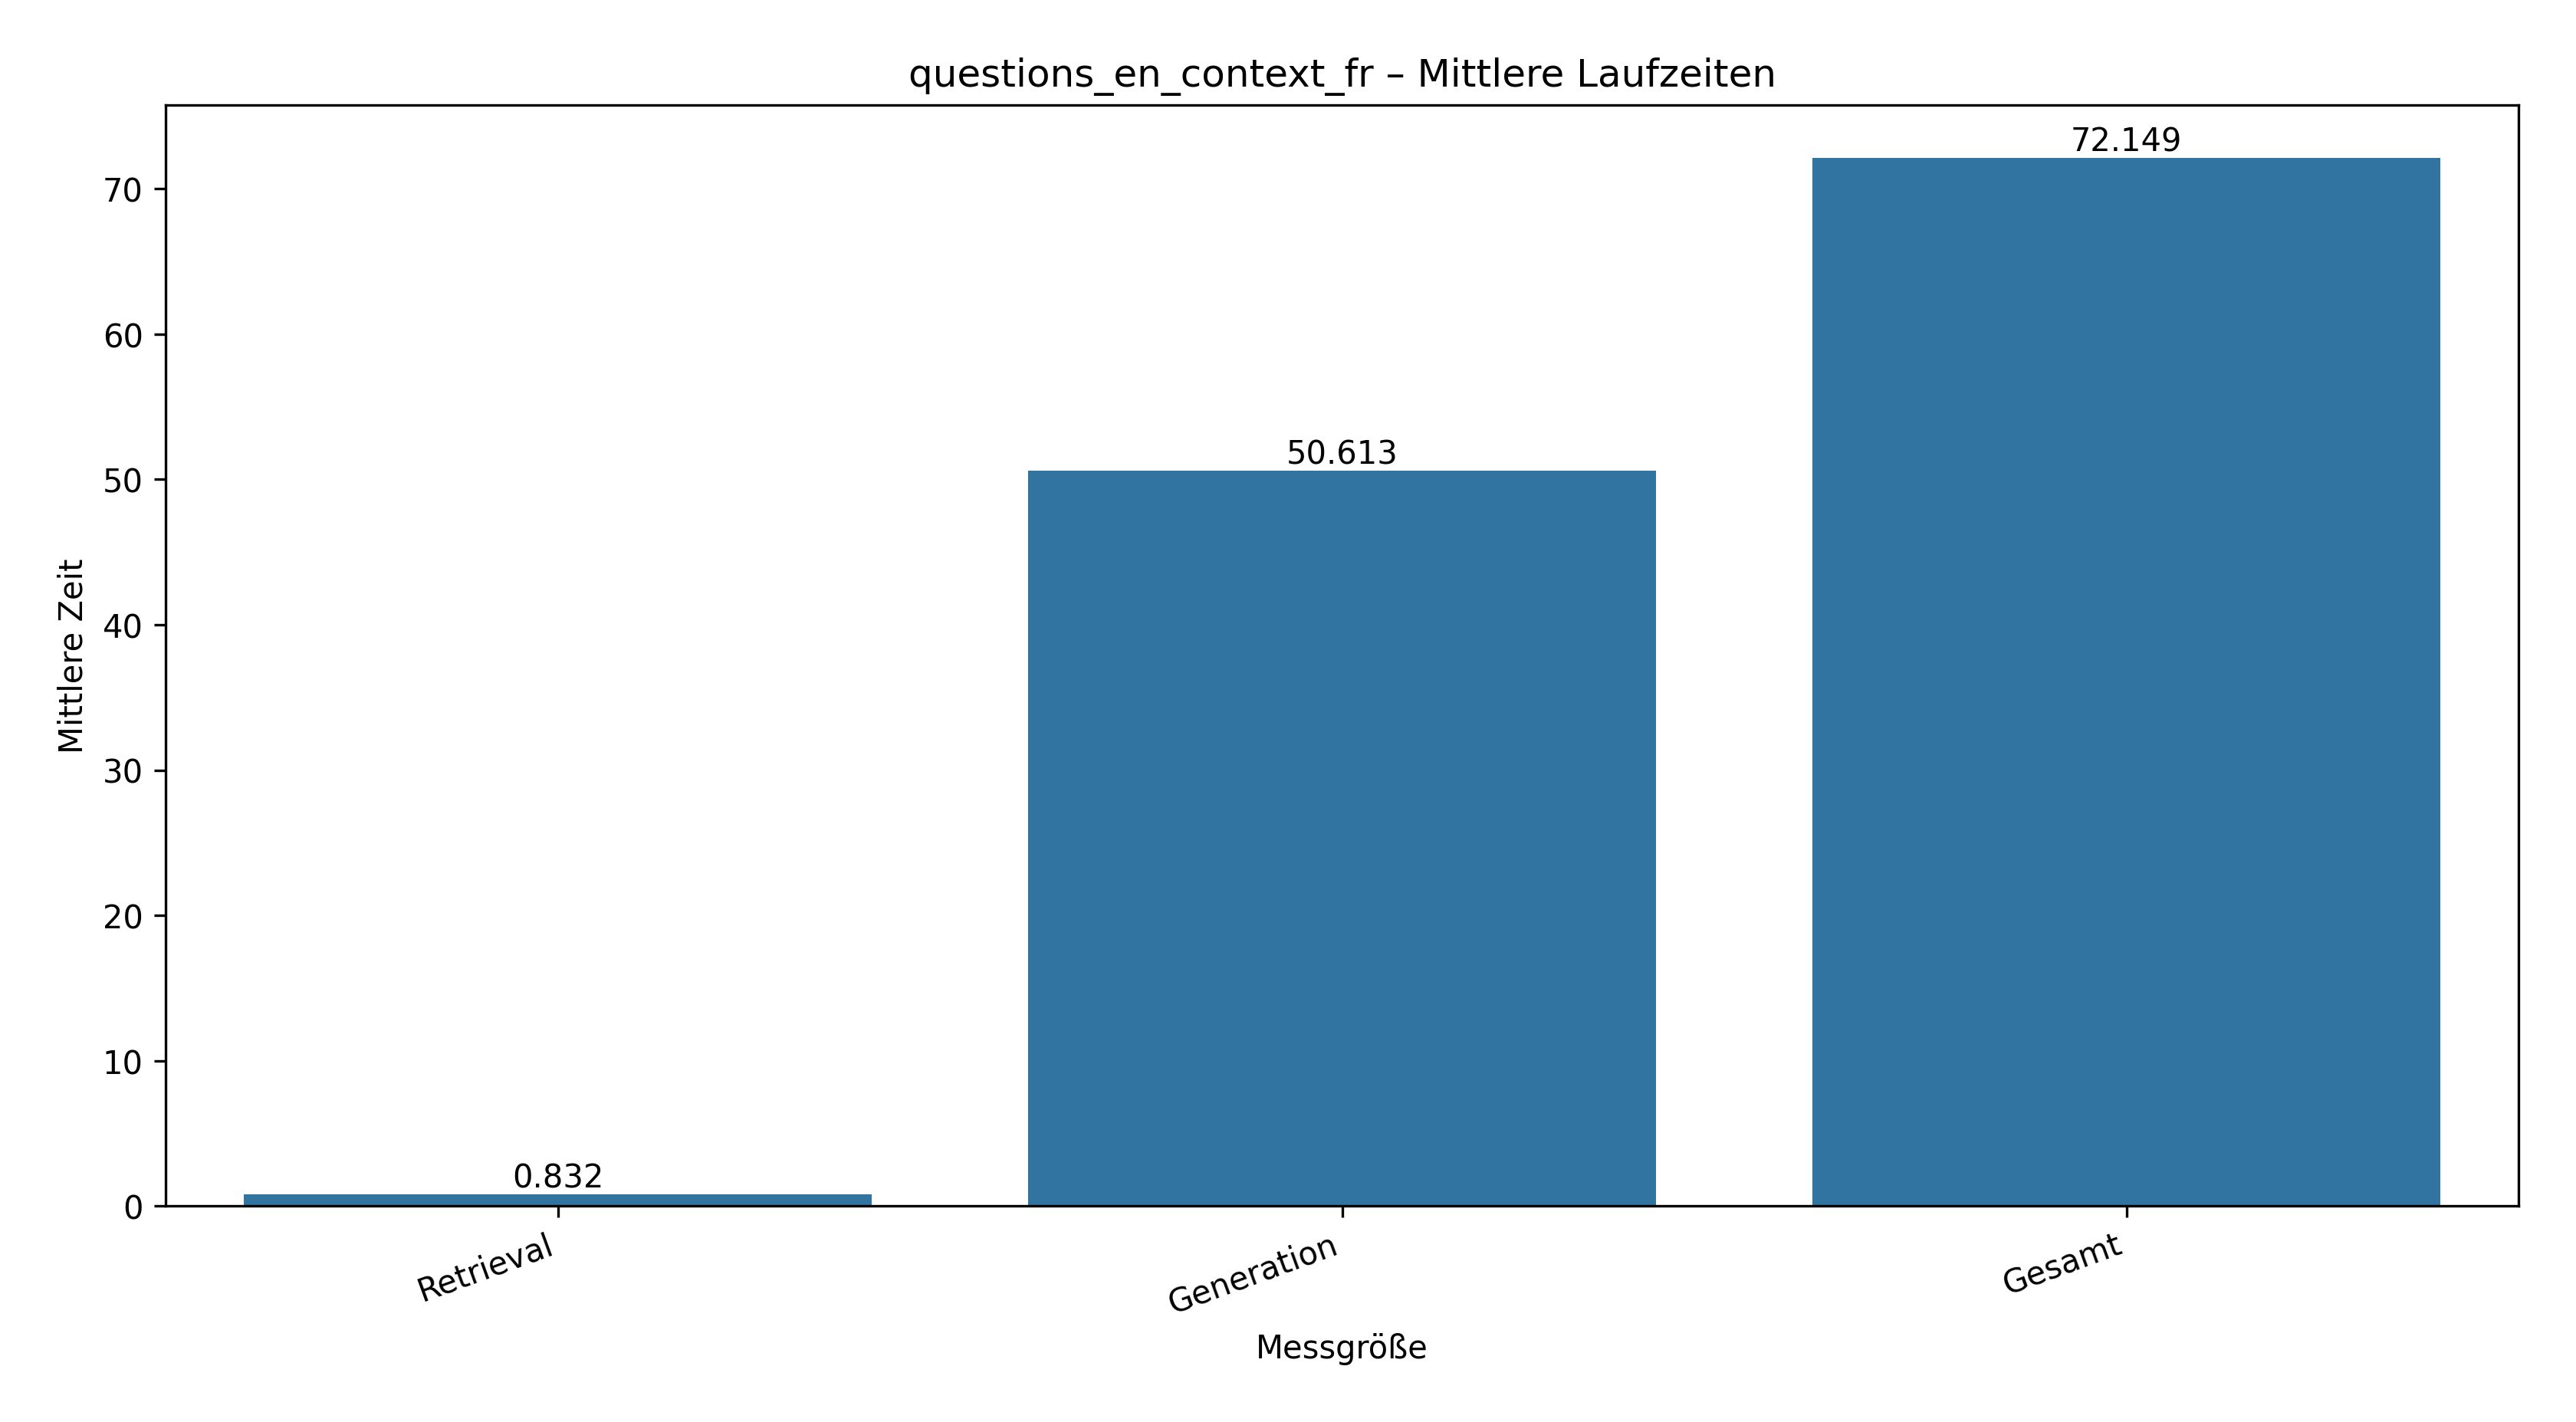 questions_en_context_fr – Mittlere Laufzeiten
72.149
70
60
50.613
50
40
Mittlere Zeit
30
20
10
0.832
0
Retrieval
Generation
Gesamt
Messgröße